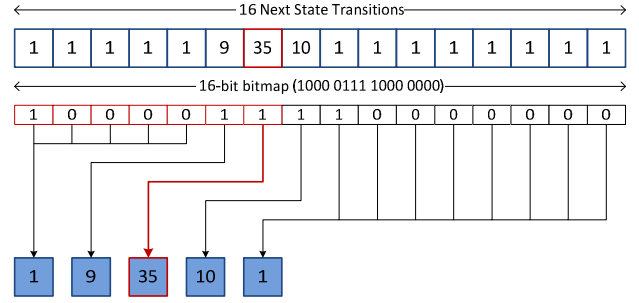 16 Next State Transitions
1 1 1 1 1 9 35 10 1 1 1 1 1 1 1 1
16-bit bitmap (1000 0111 1000 0000)
1 0 0 0 0 1 1 1 1 0 0 0 0 0 0 0
1 9 35 10 1